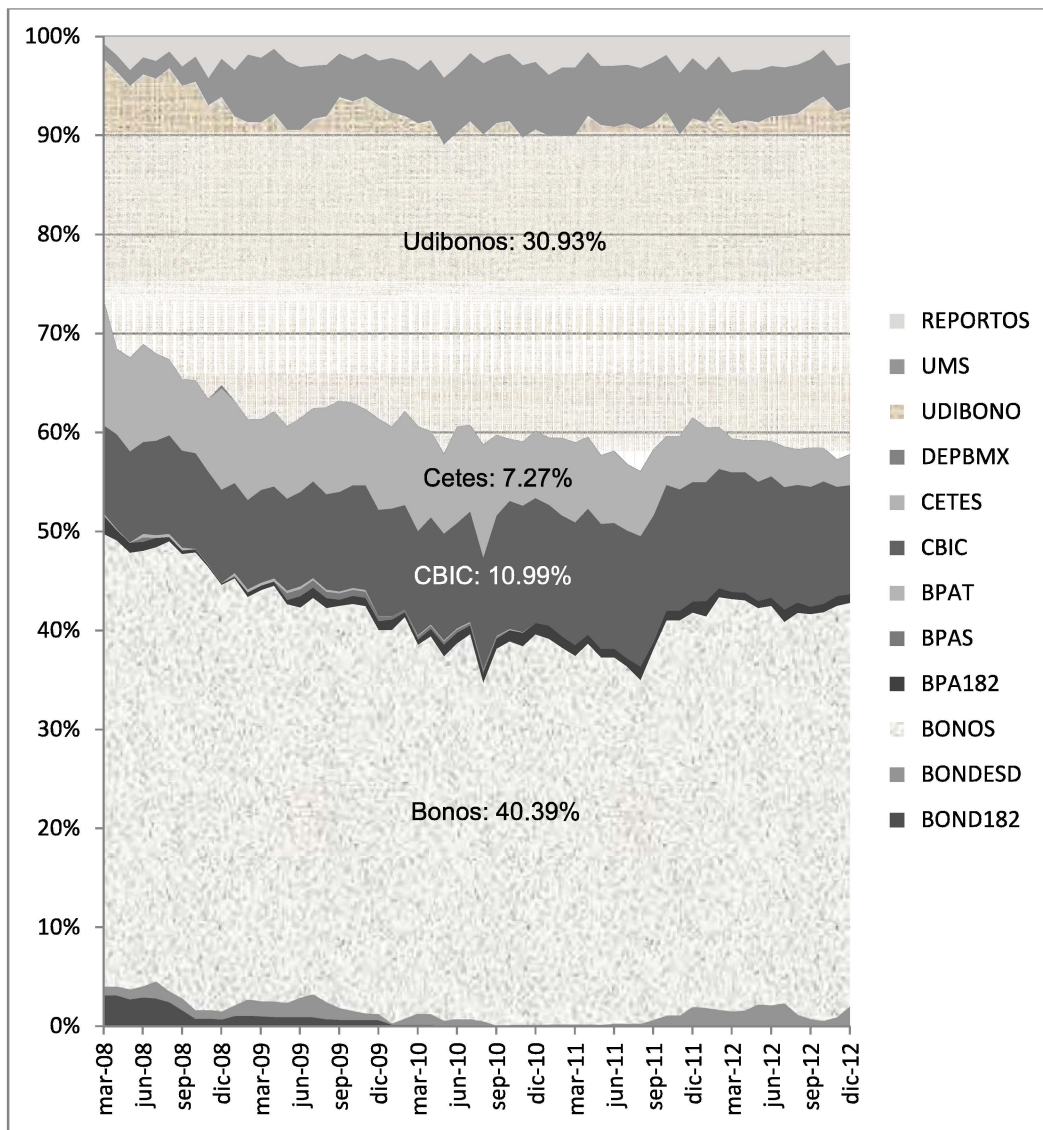 100%
90%
80%
70%
60%
50%
40%
30%
20%
10%
0%
Udibonos: 30.93%
Cetes: 7.27%
CBIC: 10.99%
Bonos: 40.39%
mar-08
jun-08
sep-08
dic-08
mar-09
jun-09
sep-09
dic-09
mar-10
jun-10
sep-10
dic-10
mar-11
jun-11
sep-11
dic-11
mar-12
jun-12
sep-12
dic-12
REPORTOS
UMS
UDIBONO
DEPBMX
CETES
CBIC
BPAT
BPAS
BPA182
BONOS
BONDESD
BOND182